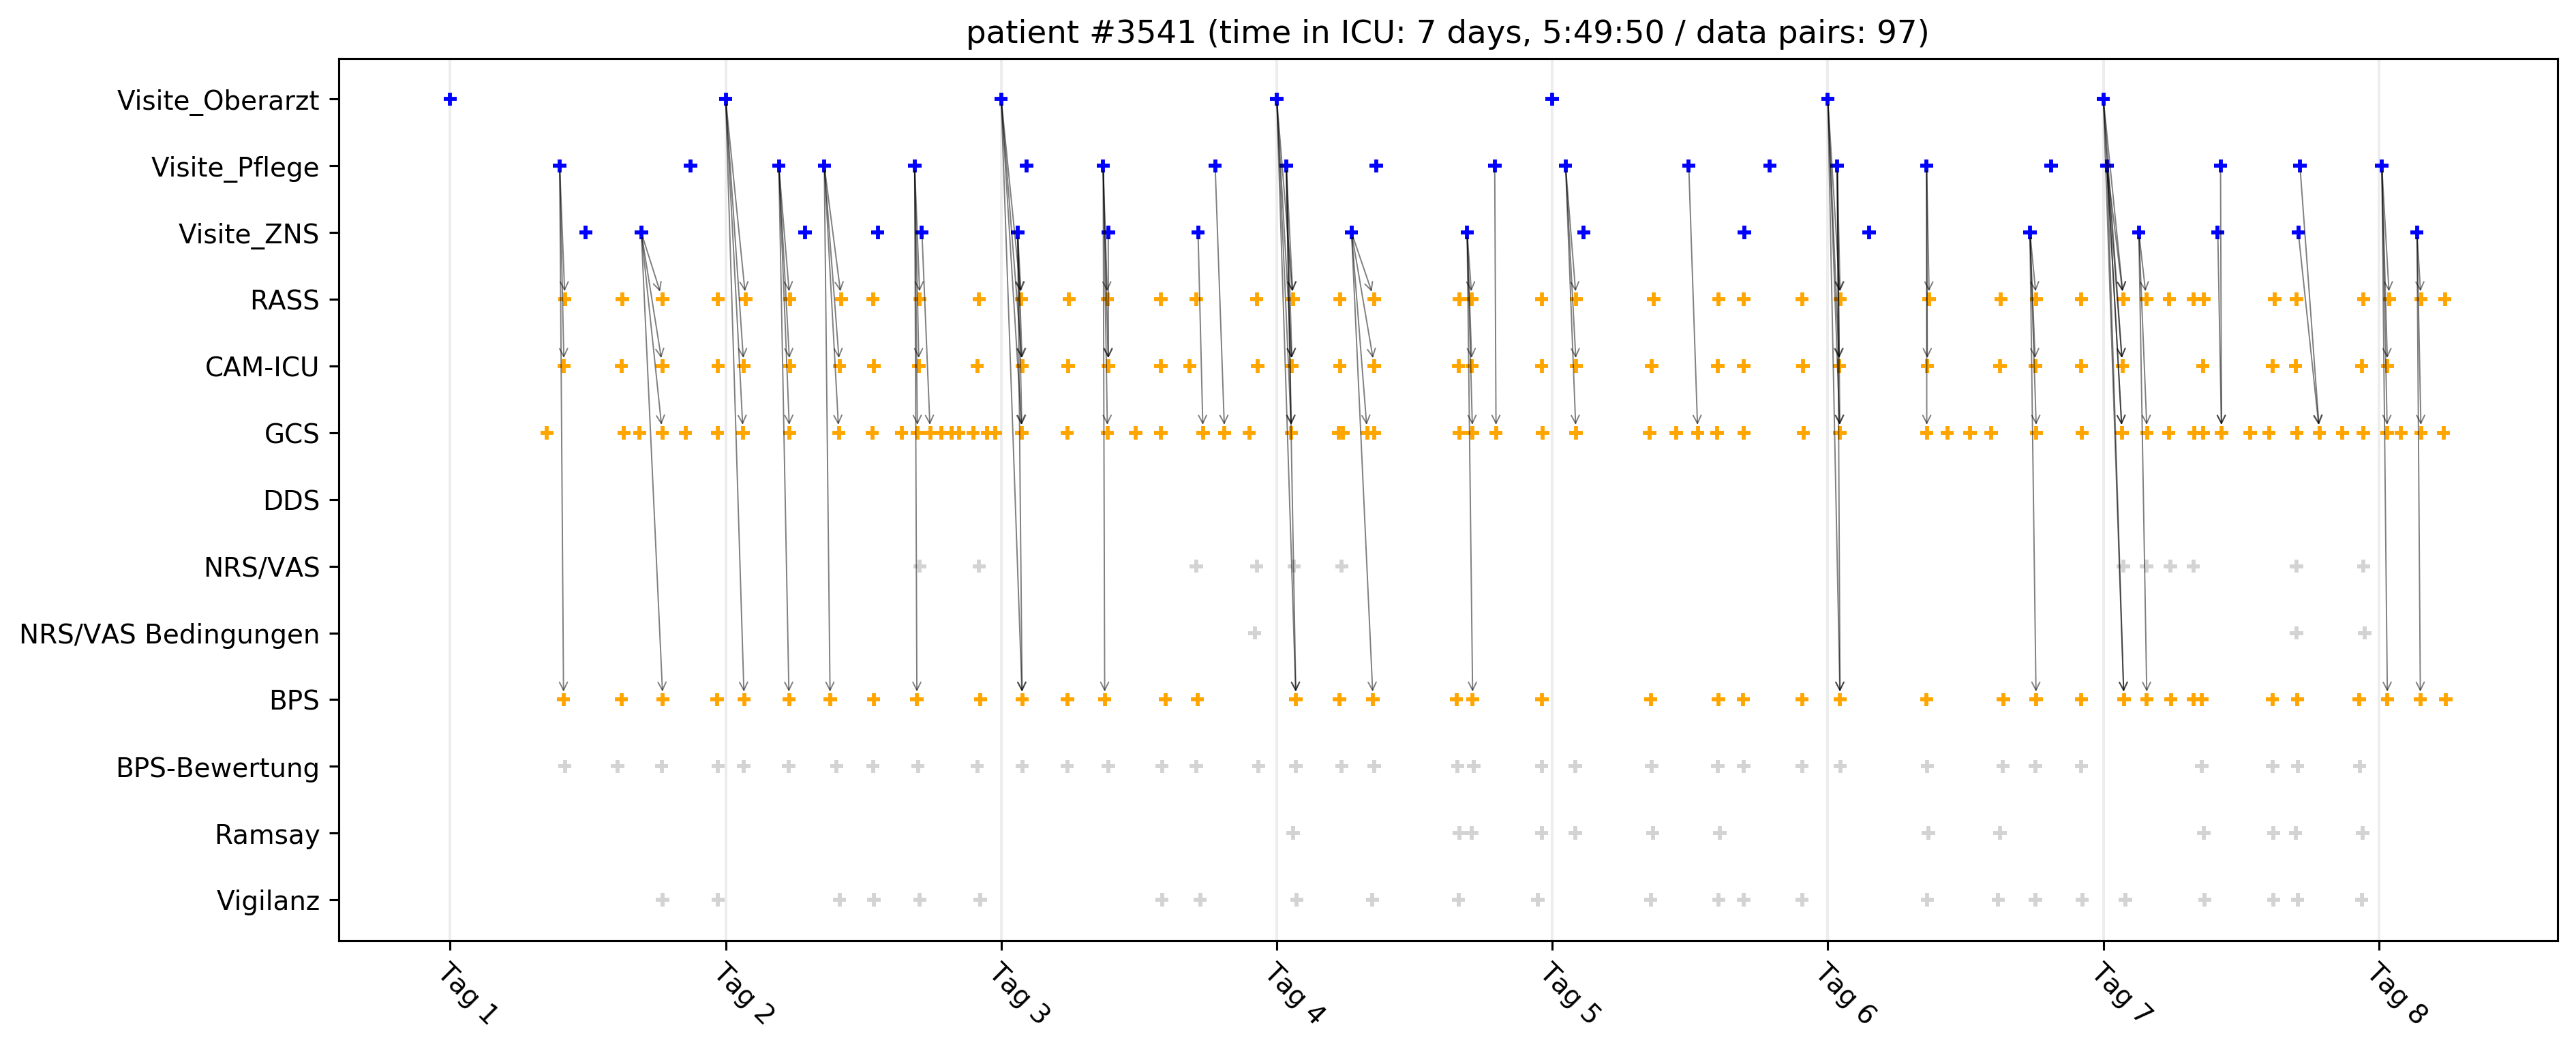 patient #3541 (time in ICU: 7 days, 5:49:50 / data pairs: 97)
Visite_Oberarzt
Visite_Pflege
Visite_ZNS
RASS
CAM-ICU
GCS
DDS
NRS/VAS
NRS/VAS Bedingungen
BPS
BPS-Bewertung
Ramsay
Vigilanz
Tag 1
Tag 2
Tag 3
Tag 4
Tag 5
Tag 6
Tag 7
Tag 8